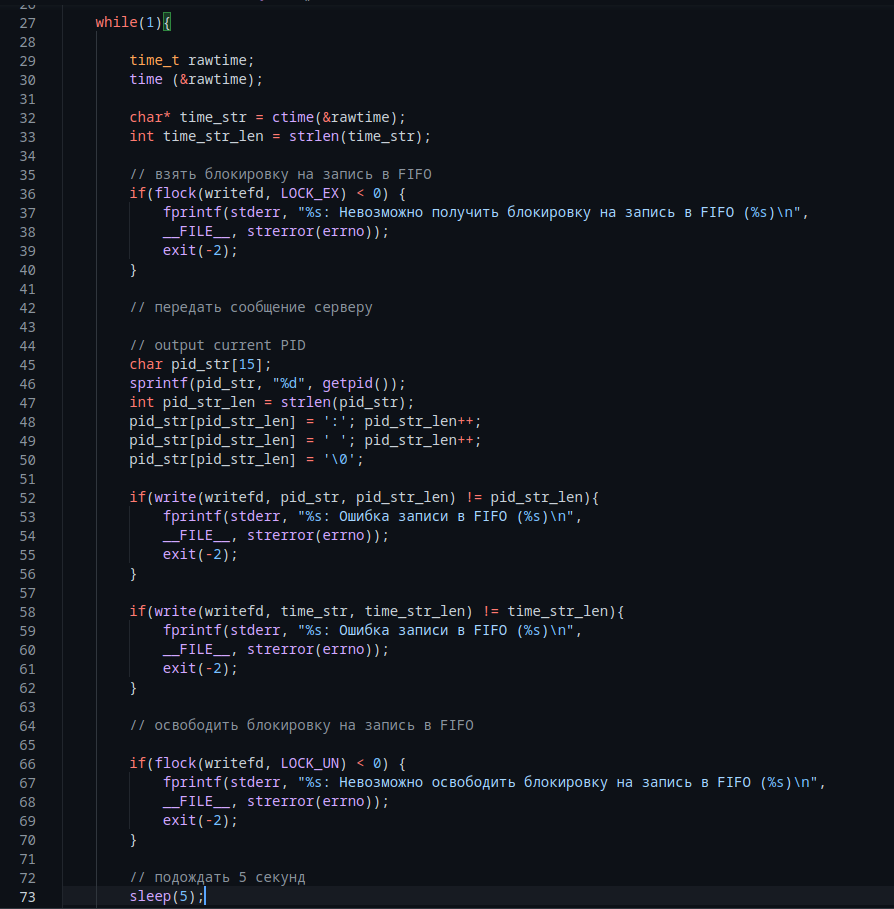 27 while(1){
28
29 time_t rawtime;
30 time (&rawtime);
31
32 char* time_str = ctime(&rawtime);
33 int time_str_len = strlen(time_str);
34
35 // взять блокировку на запись в FIFO
36 if(flock(writefd, LOCK_EX) < 0) {
37 fprintf(stderr, "%s: Невозможно получить блокировку на запись в FIFO (%s)\n",
38 __FILE__, strerror(errno));
39 exit(-2);
40 }
41
42 // передать сообщение серверу
43
44 // output current PID
45 char pid_str[15];
46 sprintf(pid_str, "%d", getpid());
47 int pid_str_len = strlen(pid_str);
48 pid_str[pid_str_len] = ':'; pid_str_len++;
49 pid_str[pid_str_len] = ' '; pid_str_len++;
50 pid_str[pid_str_len] = '\0';
51
52 if(write(writefd, pid_str, pid_str_len) != pid_str_len){
53 fprintf(stderr, "%s: Ошибка записи в FIFO (%s)\n",
54 __FILE__, strerror(errno));
55 exit(-2);
56 }
57
58 if(write(writefd, time_str, time_str_len) != time_str_len){
59 fprintf(stderr, "%s: Ошибка записи в FIFO (%s)\n",
60 __FILE__, strerror(errno));
61 exit(-2);
62 }
63
64 // освободить блокировку на запись в FIFO
65
66 if(flock(writefd, LOCK_UN) < 0) {
67 fprintf(stderr, "%s: Невозможно освободить блокировку на запись в FIFO (%s)\n",
68 __FILE__, strerror(errno));
69 exit(-2);
70 }
71
72 // подождать 5 секунд
73 sleep(5);